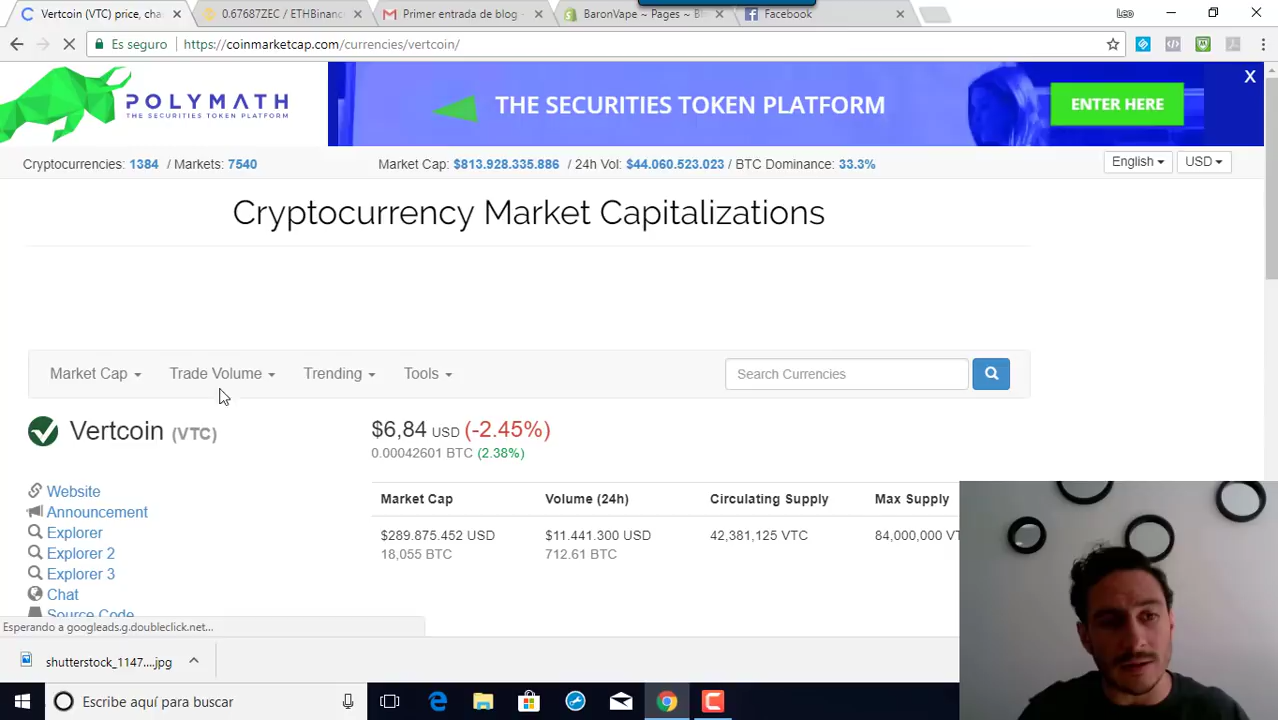 Vertcoin (VTC) price, cha
0.67687ZEC / ETHBinanc
Primer entrada de blog -
BaronVape ~ Pages ~ B
Facebook
Leo
Es seguro
https://coinmarketcap.com/currencies/vertcoin/
POLYMATH
THE SECURITIES TOKEN PLATFORM
THE SECURITIES TOKEN PLATFORM
ENTER HERE
X
Cryptocurrencies: 1384 / Markets: 7540
Market Cap: $813.928.335.886 / 24h Vol: $44.060.523.023 / BTC Dominance: 33.3%
English
USD
Cryptocurrency Market Capitalizations
Market Cap
Trade Volume
Trending
Tools
Search Currencies
Vertcoin (VTC)
$6,84 USD (-2.45%)
0.00042601 BTC (2.38%)
Website
Announcement
Explorer
Explorer 2
Explorer 3
Chat
Source Code
Market Cap
Volume (24h)
Circulating Supply
Max Supply
$289.875.452 USD
$11.441.300 USD
42,381,125 VTC
84,000,000 VT
18,055 BTC
712.61 BTC
Esperando a googleads.g.doubleclick.net...
shutterstock_1147....jpg
Escribe aquí para buscar